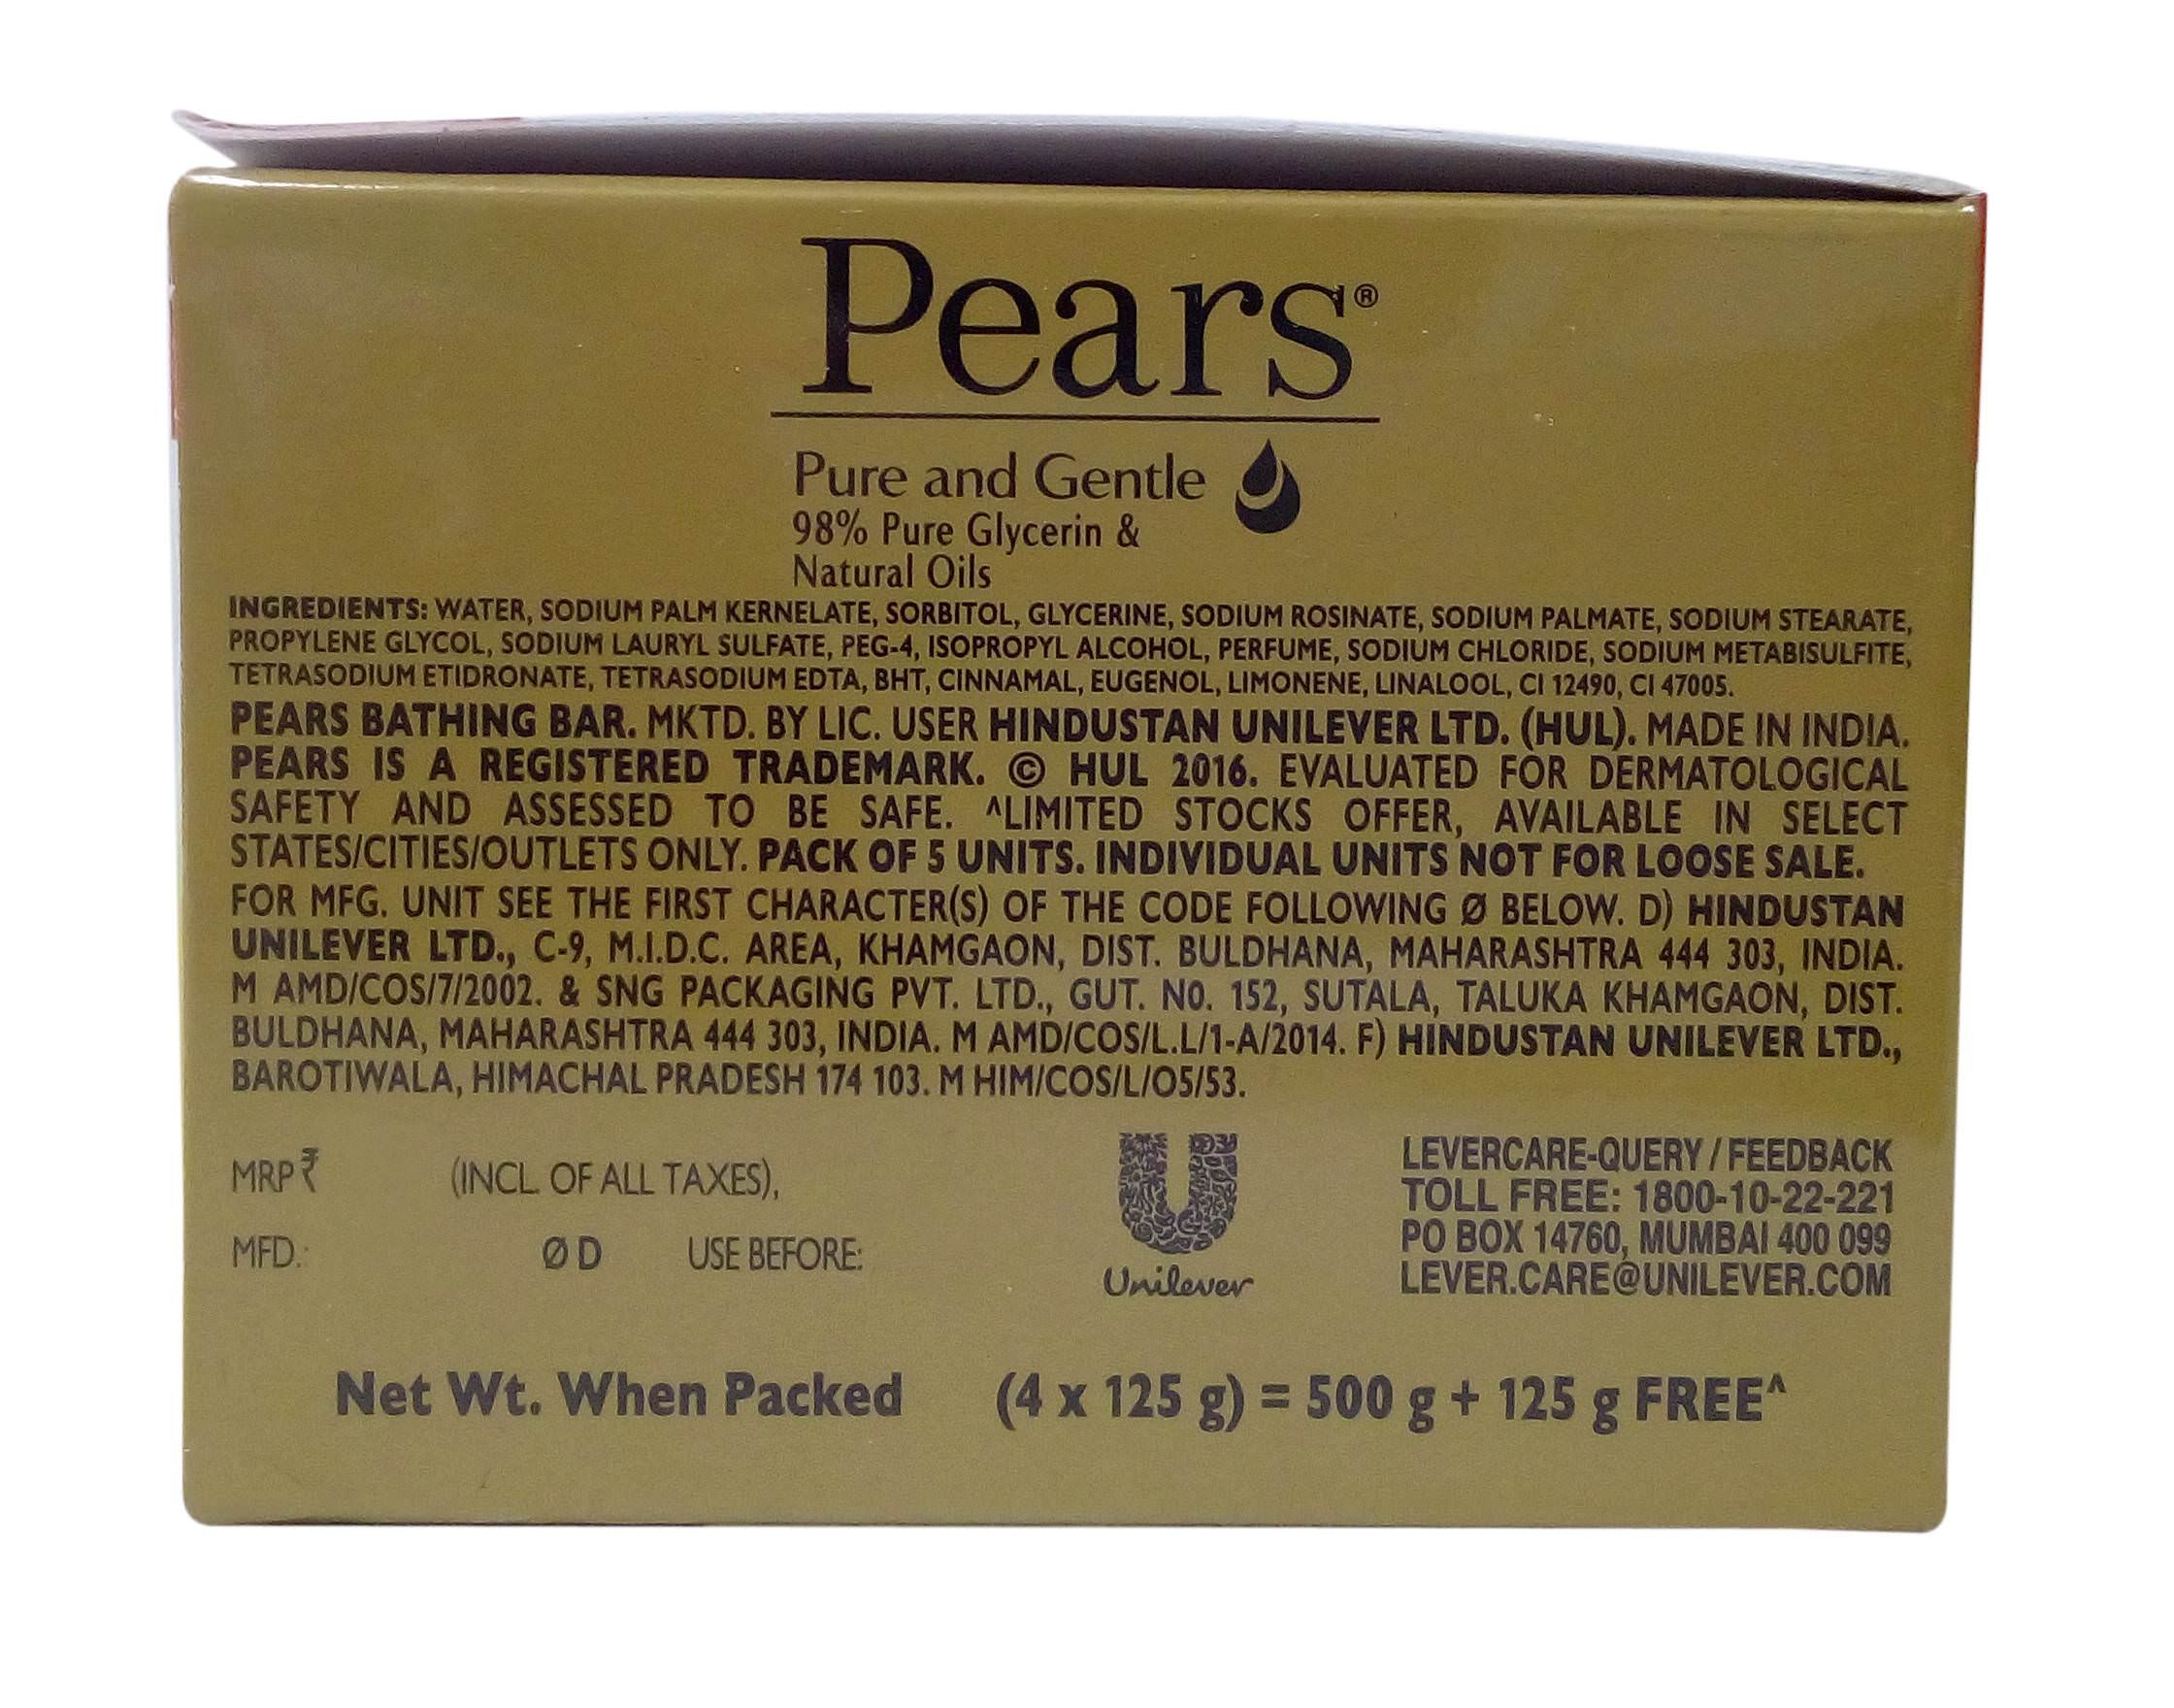 Pears®
Pure and Gentle
98% Pure Glycerin &
Natural Oils
INGREDIENTS: WATER, SODIUM PALM KERNELATE, SORBITOL, GLYCERINE, SODIUM ROSINATE, SODIUM PALMATE, SODIUM STEARATE,
PROPYLENE GLYCOL, SODIUM LAURYL SULFATE, PEG-4, ISOPROPYL ALCOHOL, PERFUME, SODIUM CHLORIDE, SODIUM METABISULFITE,
TETRASODIUM ETIDRONATE, TETRASODIUM EDTA, BHT, CINNAMAL, EUGENOL, LIMONENE, LINALOOL, CI 12490, CI 47005.
PEARS BATHING BAR. MKTD. BY LIC. USER HINDUSTAN UNILEVER LTD. (HUL). MADE IN INDIA.
PEARS IS A REGISTERED TRADEMARK. © HUL 2016. EVALUATED FOR DERMATOLOGICAL
SAFETY AND ASSESSED TO BE SAFE. ^LIMITED STOCKS OFFER, AVAILABLE IN SELECT
STATES/CITIES/OUTLETS ONLY. PACK OF 5 UNITS. INDIVIDUAL UNITS NOT FOR LOOSE SALE.
FOR MFG. UNIT SEE THE FIRST CHARACTER(S) OF THE CODE FOLLOWING Ø BELOW. D) HINDUSTAN
UNILEVER LTD., C-9, M.I.D.C. AREA, KHAMGAON, DIST. BULDHANA, MAHARASHTRA 444 303, INDIA.
M AMD/COS/7/2002. & SNG PACKAGING PVT. LTD., GUT. NO. 152, SUTALA, TALUKA KHAMGAON, DIST.
BULDHANA, MAHARASHTRA 444 303, INDIA. M AMD/COS/L.L/1-A/2014. F) HINDUSTAN UNILEVER LTD.,
BAROTIWALA, HIMACHAL PRADESH 174 103. M HIM/COS/L/O5/53.
MRP ₹ (INCL. OF ALL TAXES),
MFD.: Ø D USE BEFORE:
Unilever
LEVERCARE-QUERY / FEEDBACK
TOLL FREE: 1800-10-22-221
PO BOX 14760, MUMBAI 400 099
LEVER.CARE@UNILEVER.COM
Net Wt. When Packed (4 x 125 g) = 500 g + 125 g FREE^